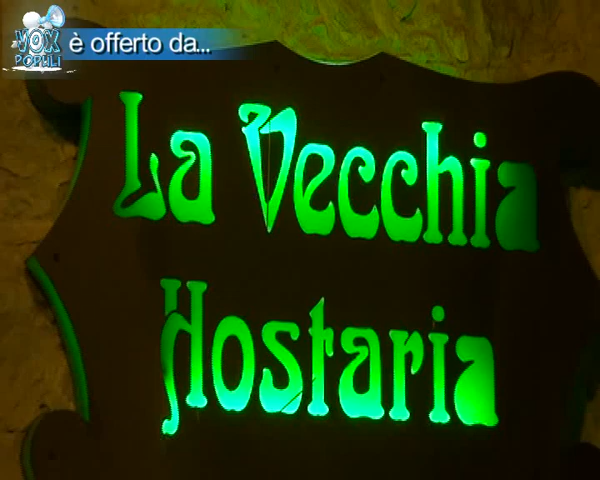 VOX
POPULI
è offerto da...
La Vecchia
Hostaria